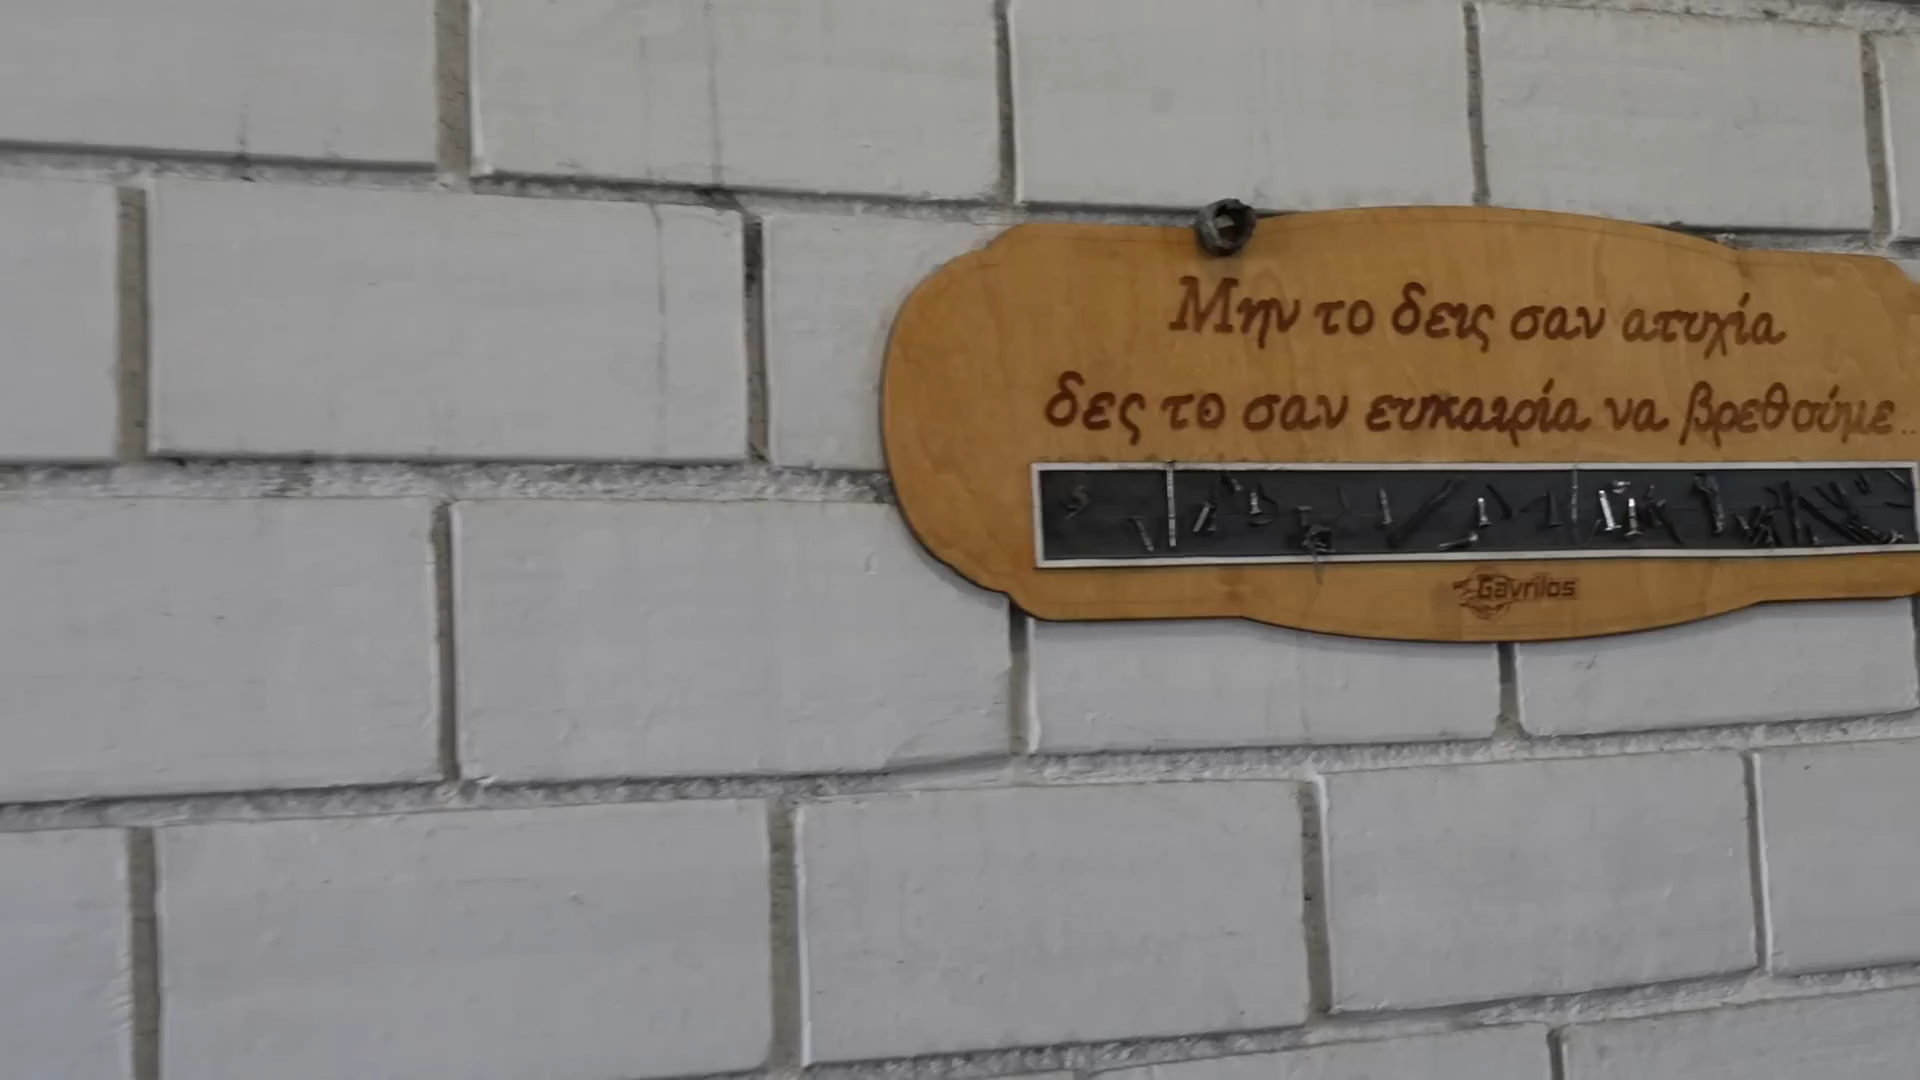 Μην το δεις σαν ατυχία
δες το σαν ευκαιρία να βρεθούμε..
Gavrilos